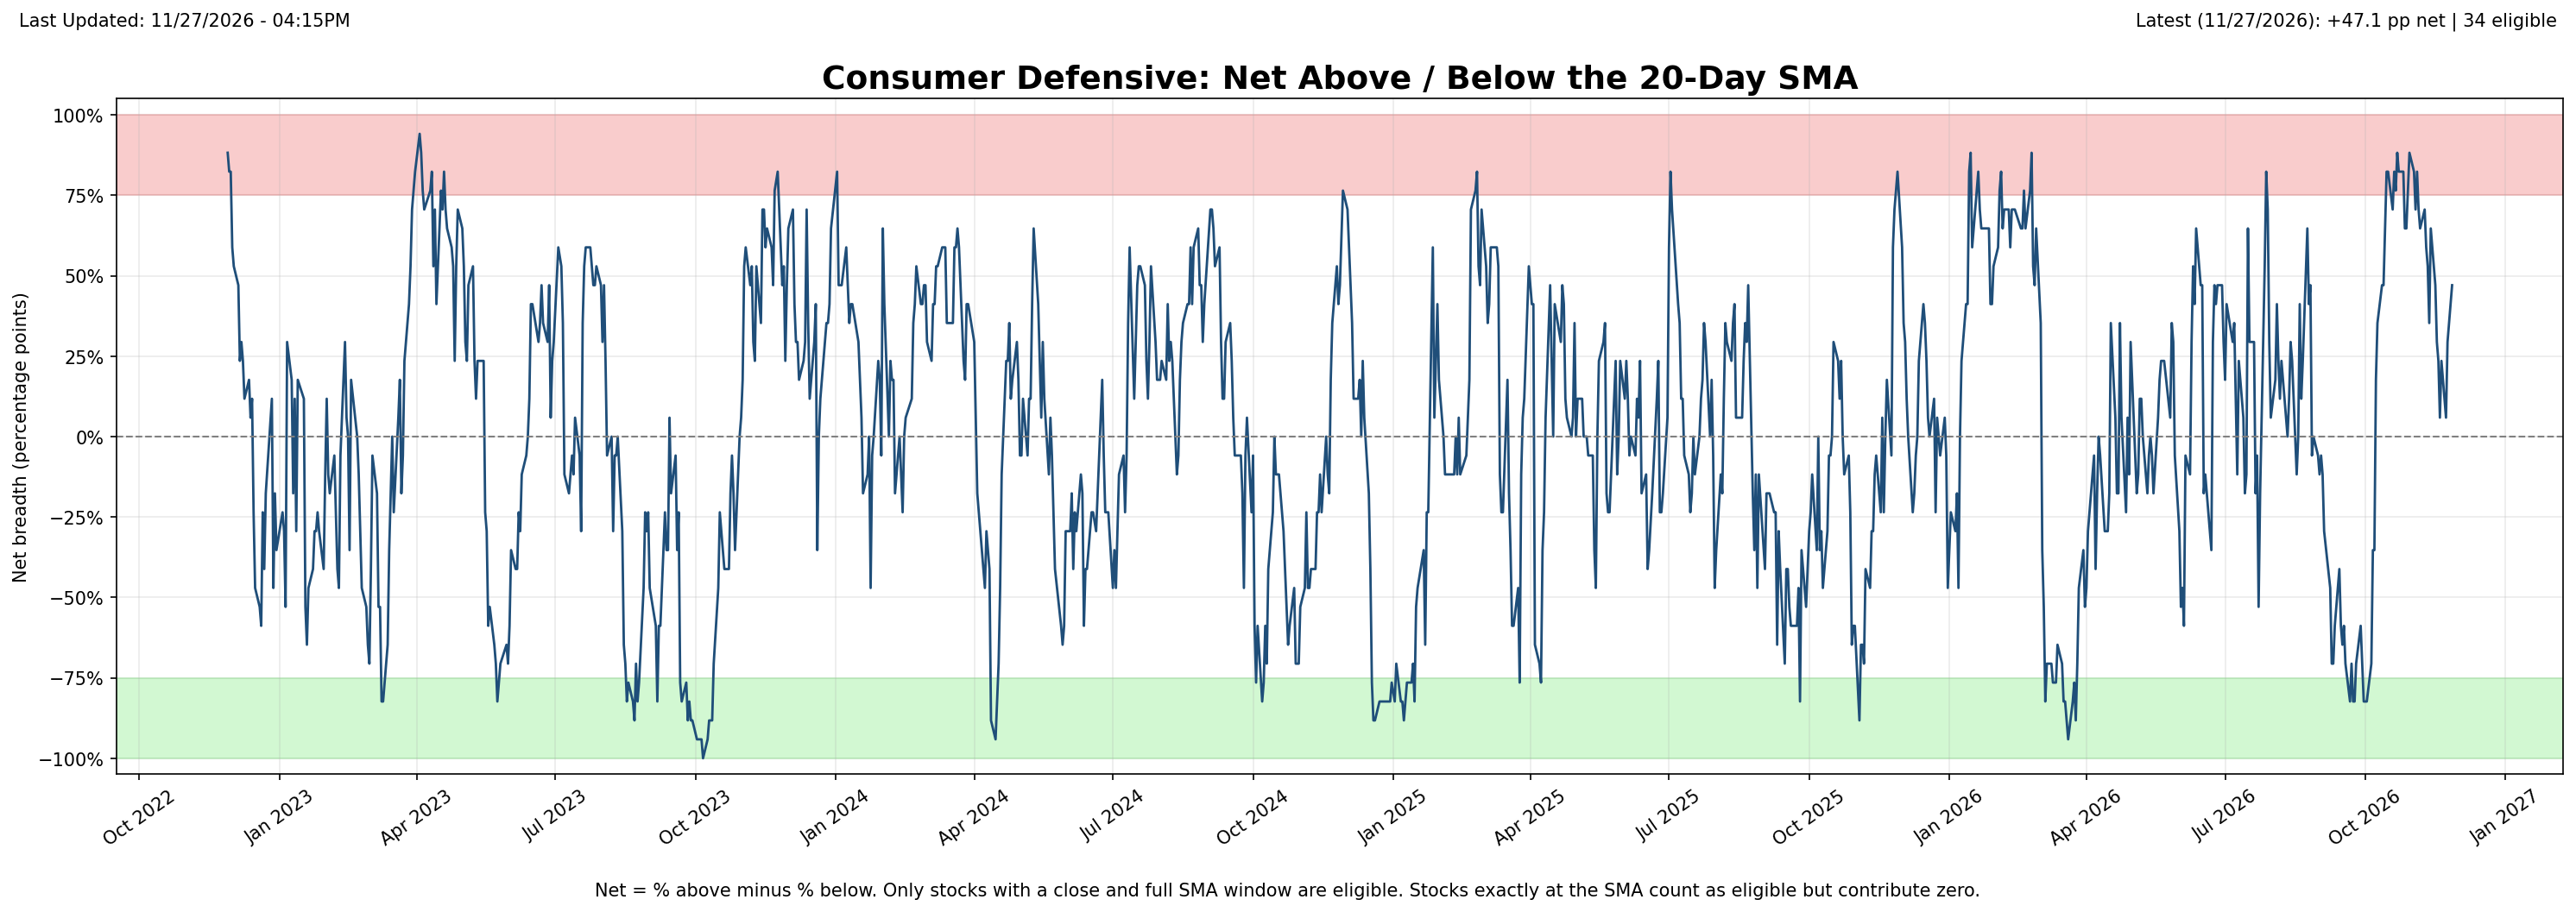 Last Updated: 11/27/2026 - 04:15PM
Latest (11/27/2026): +47.1 pp net | 34 eligible
Consumer Defensive: Net Above / Below the 20-Day SMA
Net breadth (percentage points)
100%
75%
50%
25%
0%
−25%
−50%
−75%
−100%
Oct 2022
Jan 2023
Apr 2023
Jul 2023
Oct 2023
Jan 2024
Apr 2024
Jul 2024
Oct 2024
Jan 2025
Apr 2025
Jul 2025
Oct 2025
Jan 2026
Apr 2026
Jul 2026
Oct 2026
Jan 2027
Net = % above minus % below. Only stocks with a close and full SMA window are eligible. Stocks exactly at the SMA count as eligible but contribute zero.